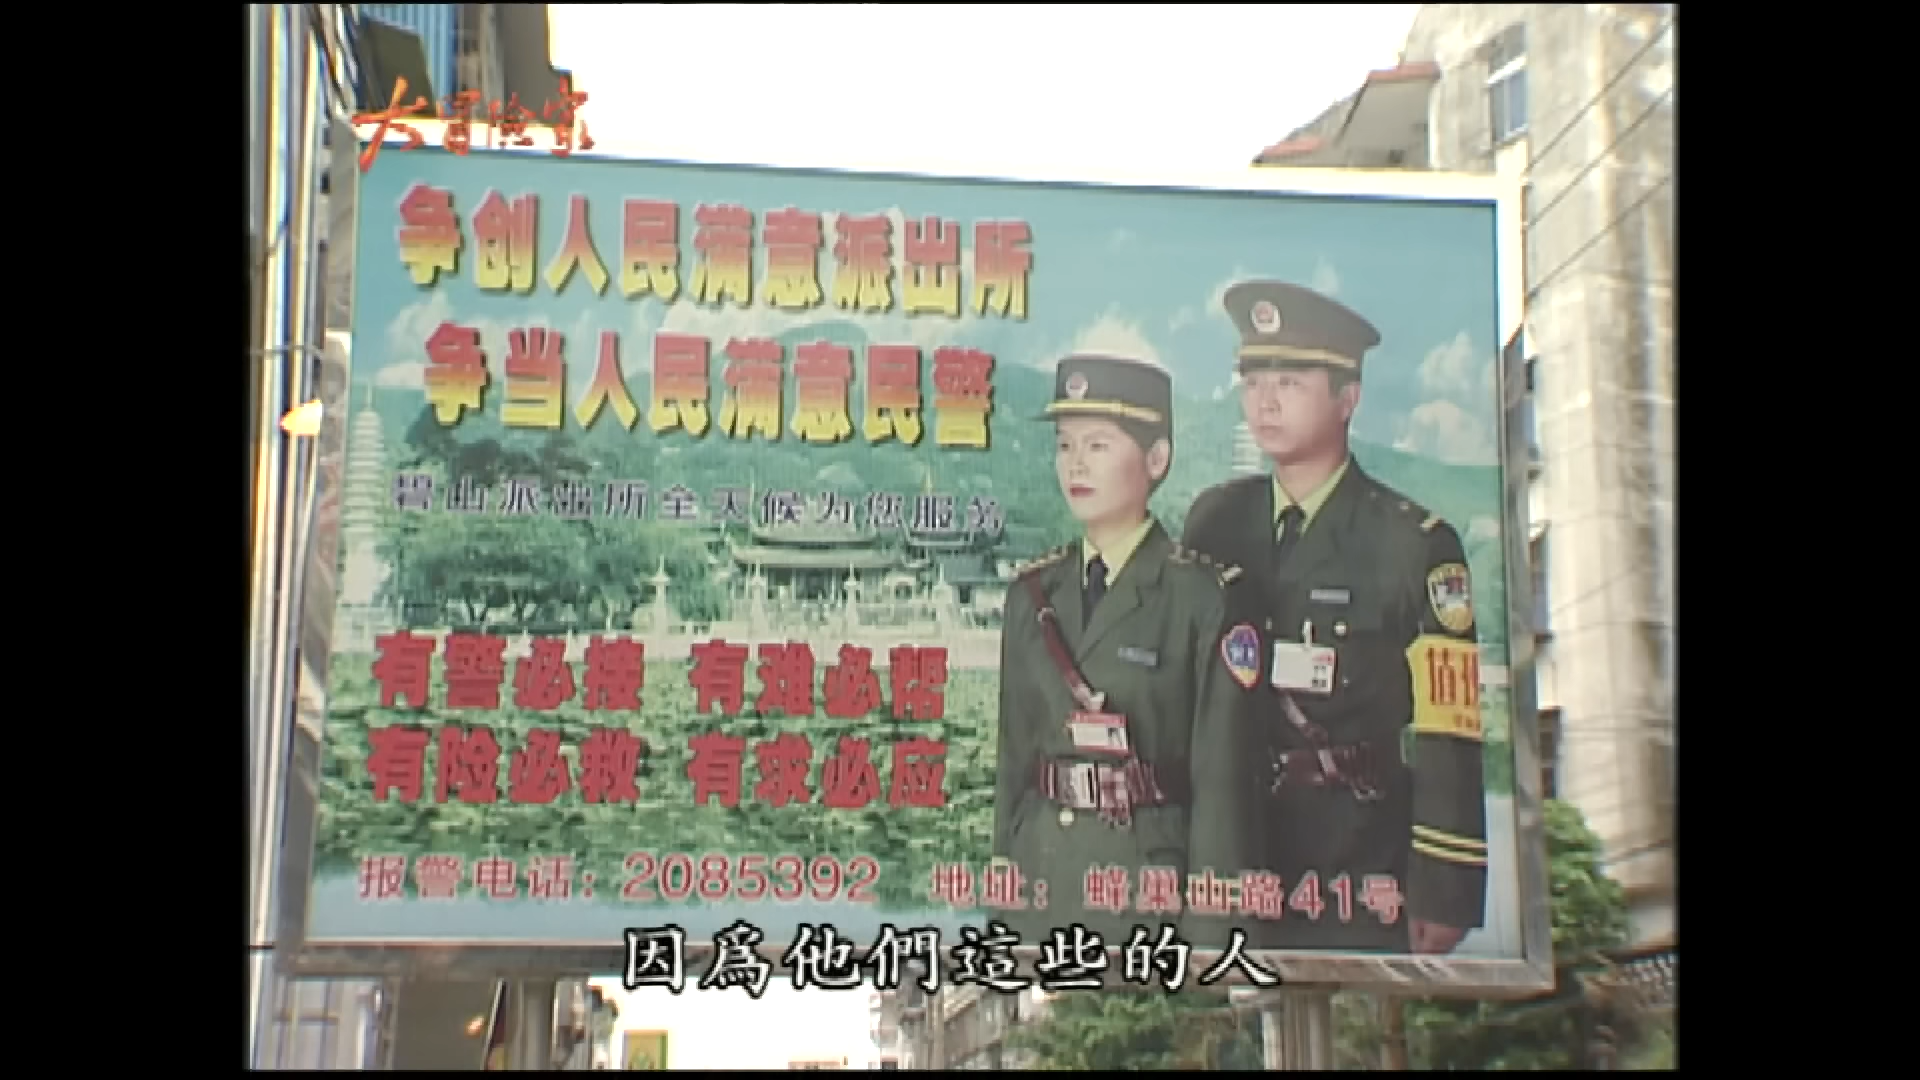 大冒險家
争创人民满意派出所
争当人民满意民警
碧山派出所全天候为您服务
有警必接 有难必帮
有险必救 有求必应
报警电话：2085392 地址：蜂巢山路41号
因爲他們這些的人